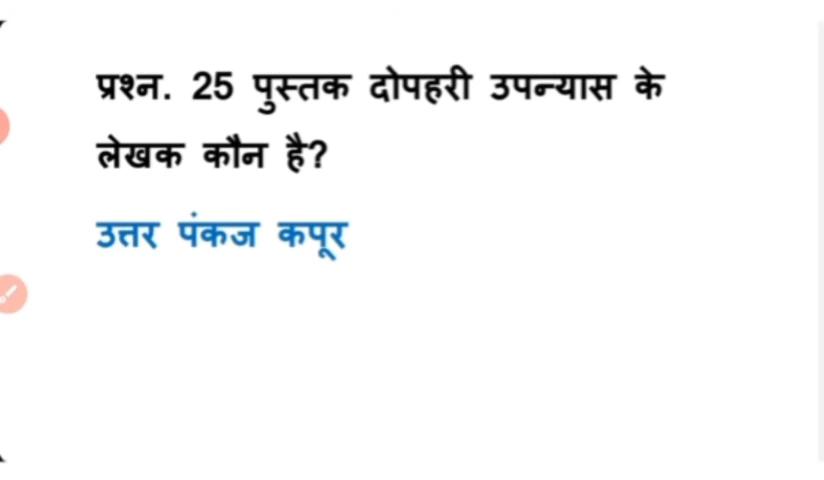 प्रश्न. 25 पुस्तक दोपहरी उपन्यास के
लेखक कौन है?
उत्तर पंकज कपूर